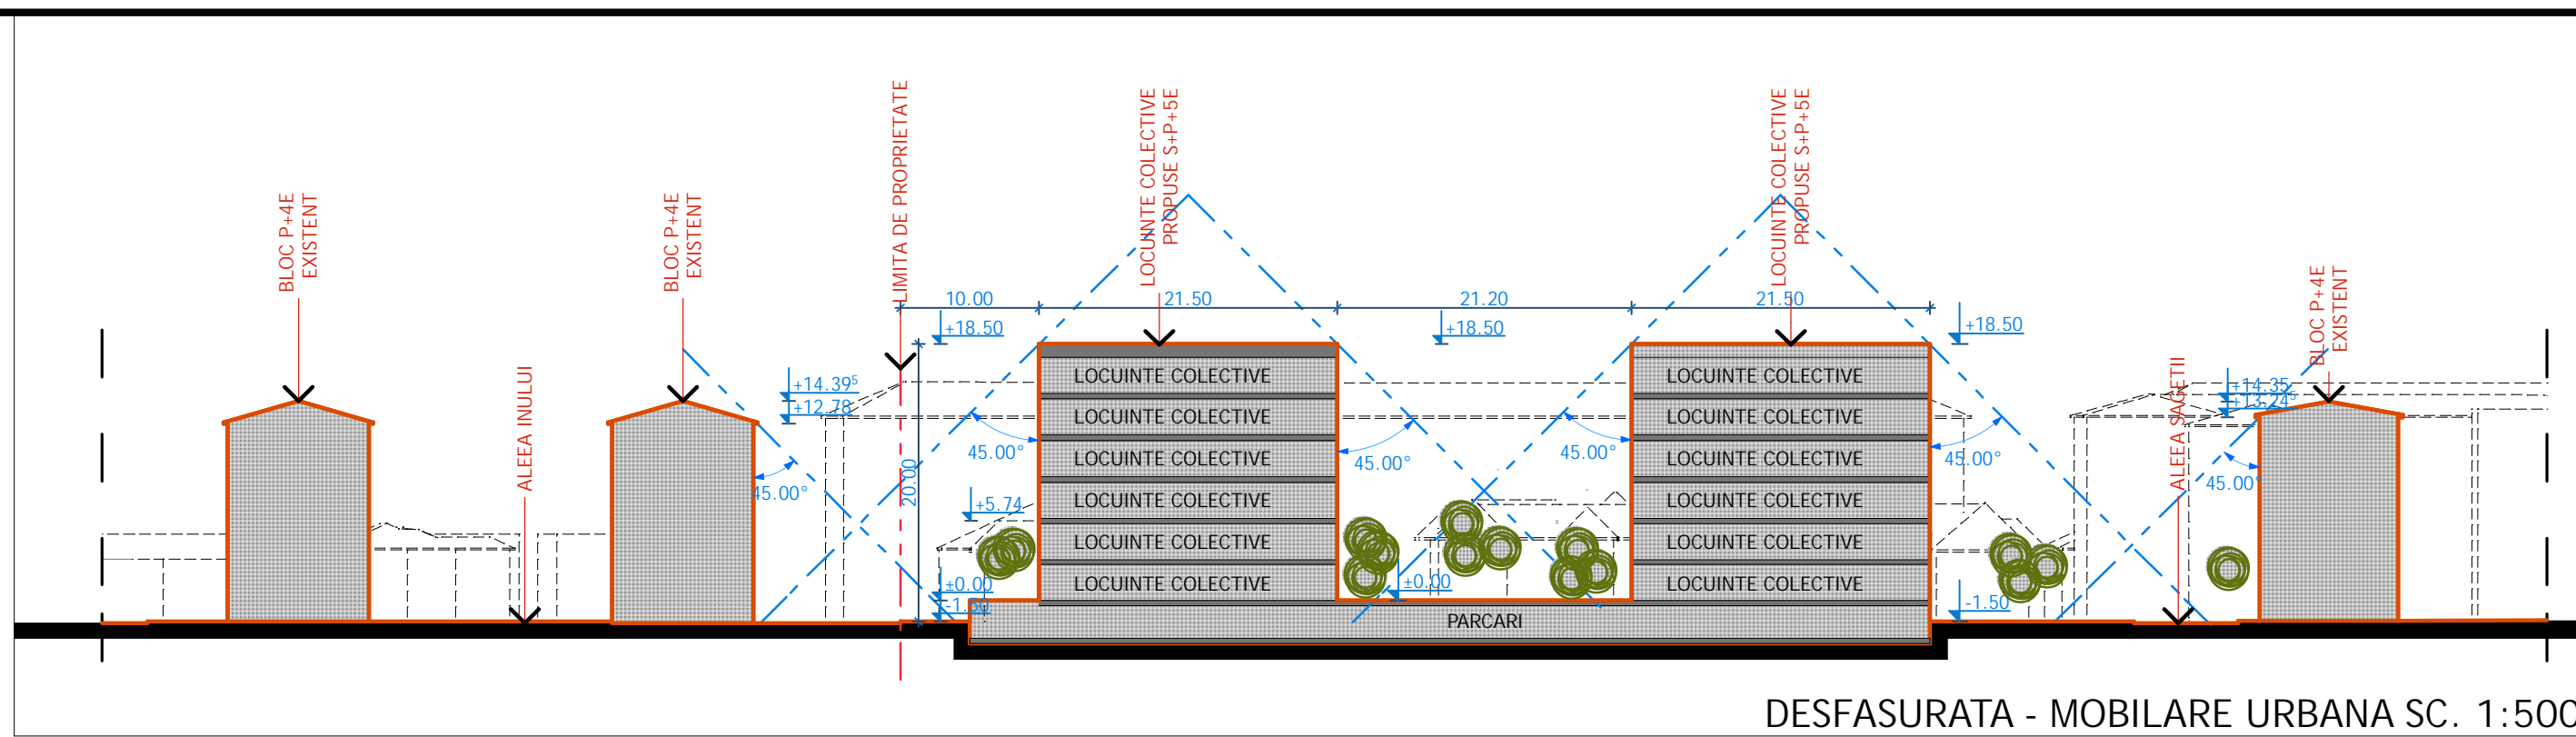 BLOC P+4E
EXISTENT
ALEEA INULUI
BLOC P+4E
EXISTENT
LIMITA DE PROPRIETATE
LOCUINTE COLECTIVE
PROPUSE S+P+5E
LOCUINTE COLECTIVE
PROPUSE S+P+5E
ALEEA SAGETII
BLOC P+4E
EXISTENT
10.00
21.50
21.20
21.50
+18.50
+18.50
+18.50
+14.39⁵
+12.78
+14.35
+13.24⁵
45.00°
45.00°
45.00°
45.00°
45.00°
45.00°
20.00
+5.74
±0.00
-1.50
±0.00
-1.50
LOCUINTE COLECTIVE
LOCUINTE COLECTIVE
LOCUINTE COLECTIVE
LOCUINTE COLECTIVE
LOCUINTE COLECTIVE
LOCUINTE COLECTIVE
LOCUINTE COLECTIVE
LOCUINTE COLECTIVE
LOCUINTE COLECTIVE
LOCUINTE COLECTIVE
LOCUINTE COLECTIVE
LOCUINTE COLECTIVE
PARCARI
DESFASURATA - MOBILARE URBANA SC. 1:500